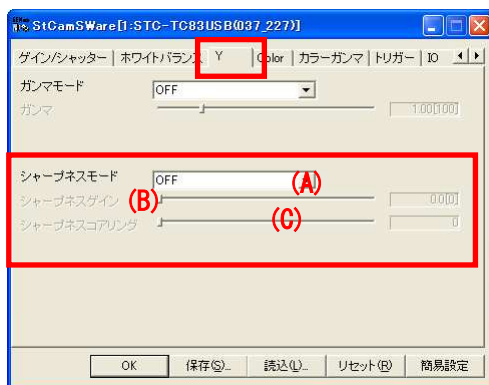 StCamSWare[1:STC-TC83USB(037_227)]
ゲイン/シャッター ホワイトバランス Y Color カラーガンマ トリガー IO
ガンマモード OFF
ガンマ 1.00[100]
シャープネスモード OFF (A)
シャープネスゲイン (B) 0.0[0]
シャープネスコアリング (C) 0
OK 保存(S)... 読込(L)... リセット(R) 簡易設定